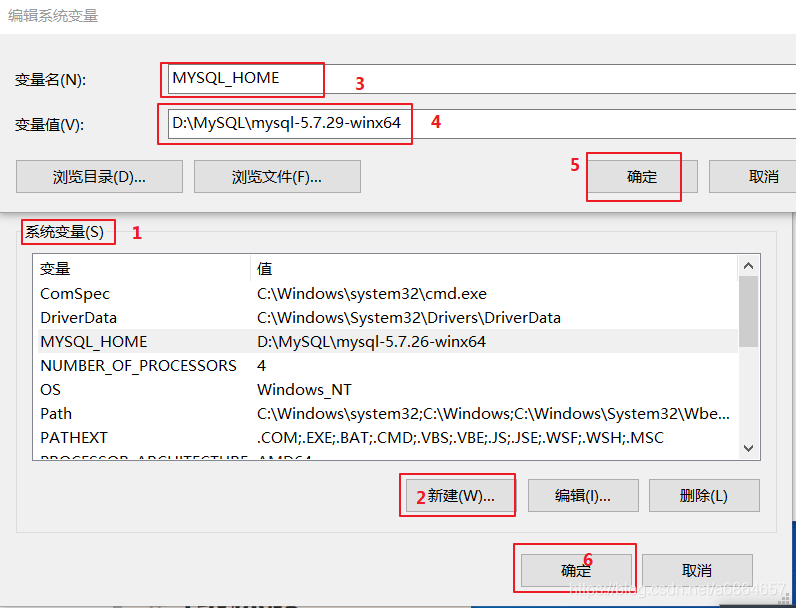 编辑系统变量
变量名(N): MYSQL_HOME 3
变量值(V): D:\MySQL\mysql-5.7.29-winx64 4
浏览目录(D)... 浏览文件(F)... 5 确定 取消
系统变量(S) 1
变量 值
ComSpec C:\Windows\system32\cmd.exe
DriverData C:\Windows\System32\Drivers\DriverData
MYSQL_HOME D:\MySQL\mysql-5.7.26-winx64
NUMBER_OF_PROCESSORS 4
OS Windows_NT
Path C:\Windows\system32;C:\Windows;C:\Windows\System32\Wbe...
PATHEXT .COM;.EXE;.BAT;.CMD;.VBS;.VBE;.JS;.JSE;.WSF;.WSH;.MSC
PROCESSOR_ARCHITECTURE AMD64
2 新建(W)... 编辑(I)... 删除(L)
6
确定 取消
https://blog.csdn.net/a6864657